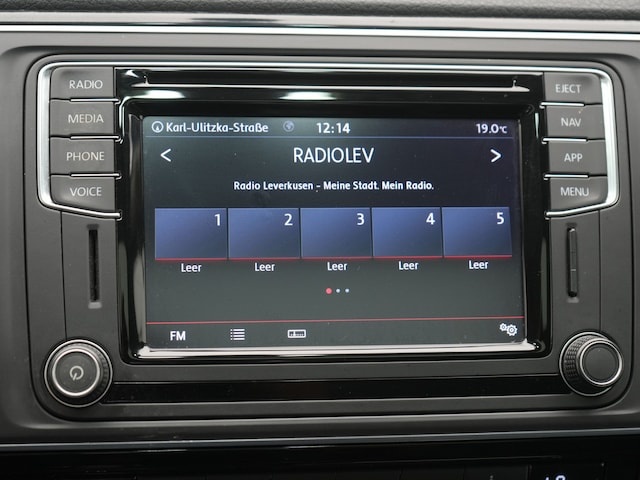 RADIO
MEDIA
PHONE
VOICE
EJECT
NAV
APP
MENU
Karl-Ulitzka-Straße 12:14 19.0°C
< RADIOLEV >
Radio Leverkusen - Meine Stadt. Mein Radio.
1 2 3 4 5
Leer Leer Leer Leer Leer
FM